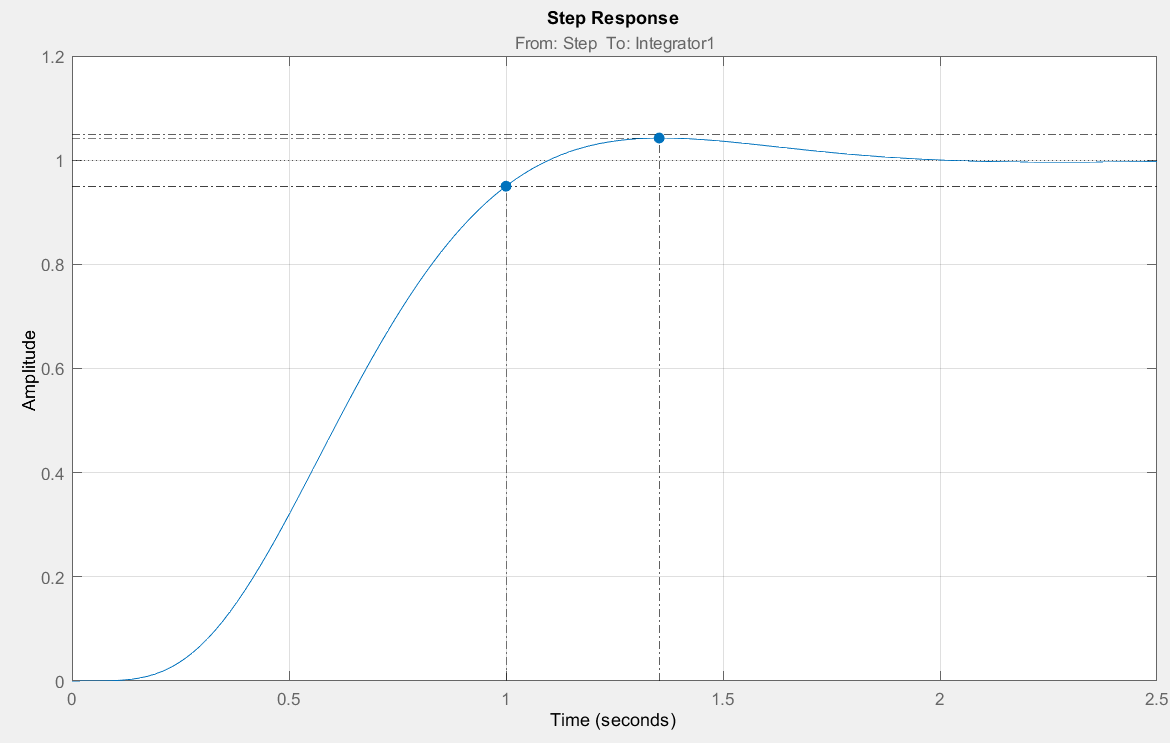 Step Response
From: Step  To: Integrator1
1.2
1
0.8
0.6
0.4
0.2
0
Amplitude
0 0.5 1 1.5 2 2.5
Time (seconds)